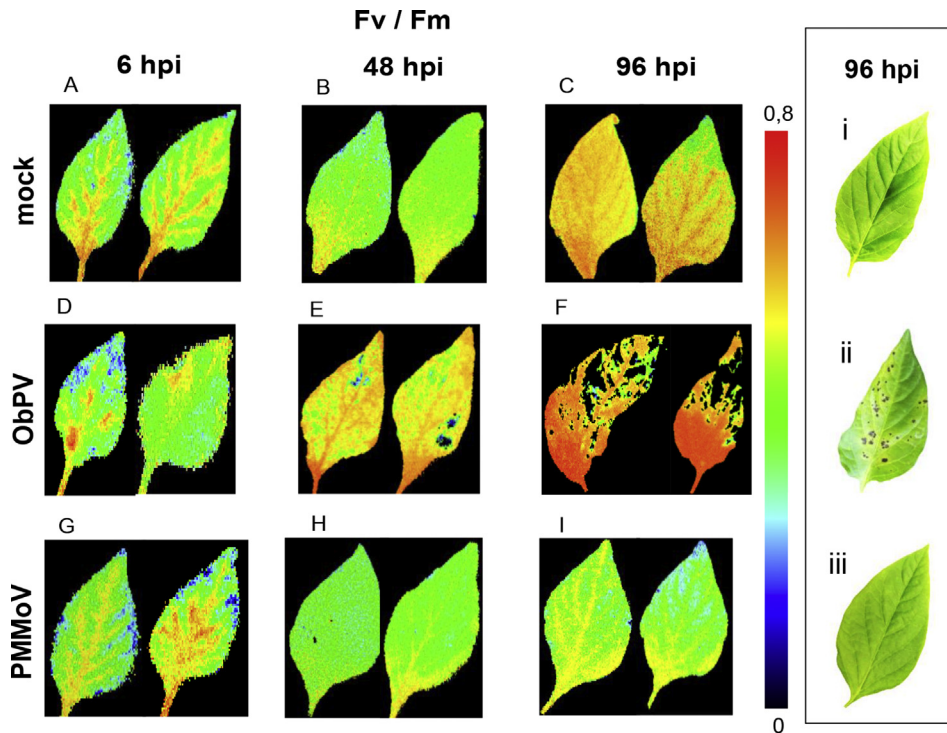 Fv / Fm
6 hpi
48 hpi
96 hpi
96 hpi
A
B
C
0,8
i
mock
D
E
F
ii
ObPV
G
H
I
iii
PMMoV
0